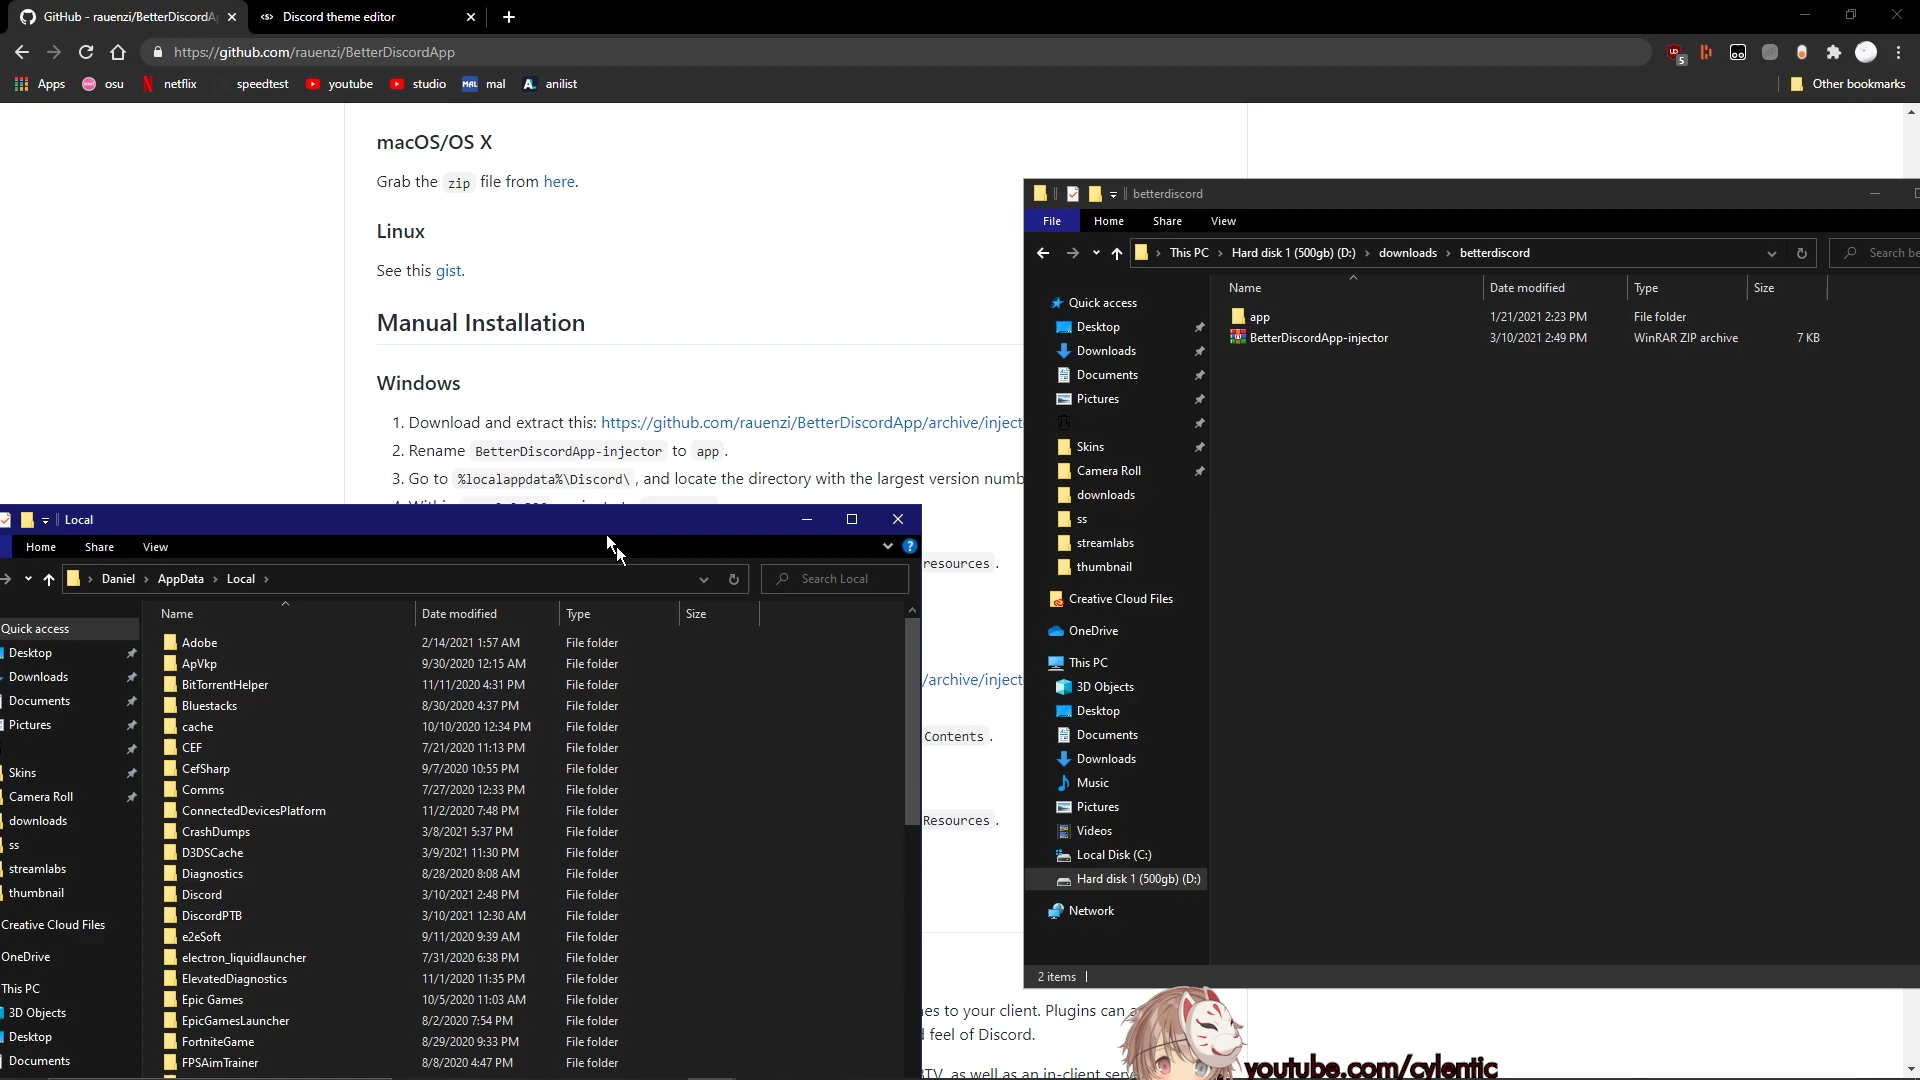 GitHub - rauenzi/BetterDiscordA
Discord theme editor
https://github.com/rauenzi/BetterDiscordApp
5
Apps
osu
netflix
speedtest
youtube
studio
MAL mal
A. anilist
Other bookmarks
macOS/OS X
Grab the zip file from here.
Linux
See this gist.
Manual Installation
Windows
1. Download and extract this: https://github.com/rauenzi/BetterDiscordApp/archive/inject
2. Rename BetterDiscordApp-injector to app .
3. Go to %localappdata%\Discord\ , and locate the directory with the largest version numb
resources .
/archive/inject
Contents .
Resources .
es to your client. Plugins can a
feel of Discord.
TV, as well as an in-client serv
betterdiscord
File
Home
Share
View
This PC
Hard disk 1 (500gb) (D:)
downloads
betterdiscord
Search be
Name
Date modified
Type
Size
app
1/21/2021 2:23 PM
File folder
BetterDiscordApp-injector
3/10/2021 2:49 PM
WinRAR ZIP archive
7 KB
Quick access
Desktop
Downloads
Documents
Pictures
Skins
Camera Roll
downloads
ss
streamlabs
thumbnail
Creative Cloud Files
OneDrive
This PC
3D Objects
Desktop
Documents
Downloads
Music
Pictures
Videos
Local Disk (C:)
Hard disk 1 (500gb) (D:)
Network
2 items
Local
Home
Share
View
Daniel
AppData
Local
Search Local
Name
Date modified
Type
Size
Quick access
Desktop
Downloads
Documents
Pictures
Skins
Camera Roll
downloads
ss
streamlabs
thumbnail
Creative Cloud Files
OneDrive
This PC
3D Objects
Desktop
Documents
Adobe 2/14/2021 1:57 AM File folder
ApVkp 9/30/2020 12:15 AM File folder
BitTorrentHelper 11/11/2020 4:31 PM File folder
Bluestacks 8/30/2020 4:37 PM File folder
cache 10/10/2020 12:34 PM File folder
CEF 7/21/2020 11:13 PM File folder
CefSharp 9/7/2020 10:55 PM File folder
Comms 7/27/2020 12:33 PM File folder
ConnectedDevicesPlatform 11/2/2020 7:48 PM File folder
CrashDumps 3/8/2021 5:37 PM File folder
D3DSCache 3/9/2021 11:30 PM File folder
Diagnostics 8/28/2020 8:08 AM File folder
Discord 3/10/2021 2:48 PM File folder
DiscordPTB 3/10/2021 12:30 AM File folder
e2eSoft 9/11/2020 9:39 AM File folder
electron_liquidlauncher 7/31/2020 6:38 PM File folder
ElevatedDiagnostics 11/1/2020 11:35 PM File folder
Epic Games 10/5/2020 11:03 AM File folder
EpicGamesLauncher 8/2/2020 7:54 PM File folder
FortniteGame 8/29/2020 9:33 PM File folder
FPSAimTrainer 8/8/2020 4:47 PM File folder
youtube.com/cylentic